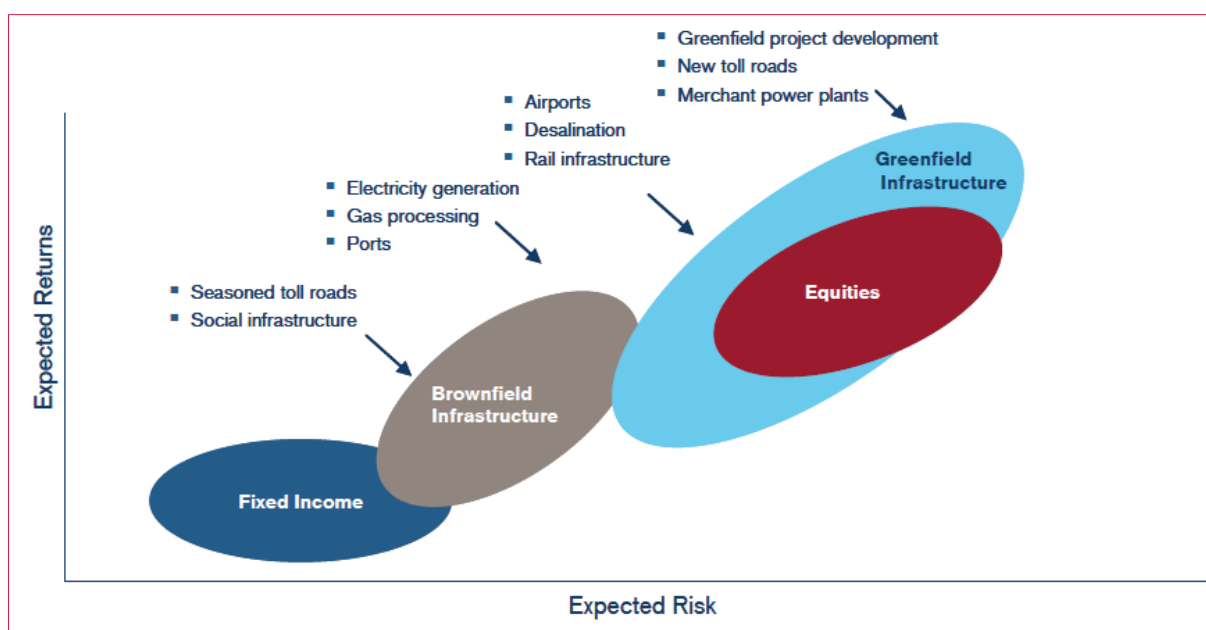 ▪ Greenfield project development
▪ New toll roads
▪ Merchant power plants
▪ Airports
▪ Desalination
▪ Rail infrastructure
Greenfield
Infrastructure
▪ Electricity generation
▪ Gas processing
▪ Ports
Equities
▪ Seasoned toll roads
▪ Social infrastructure
Brownfield
Infrastructure
Fixed Income
Expected Returns
Expected Risk